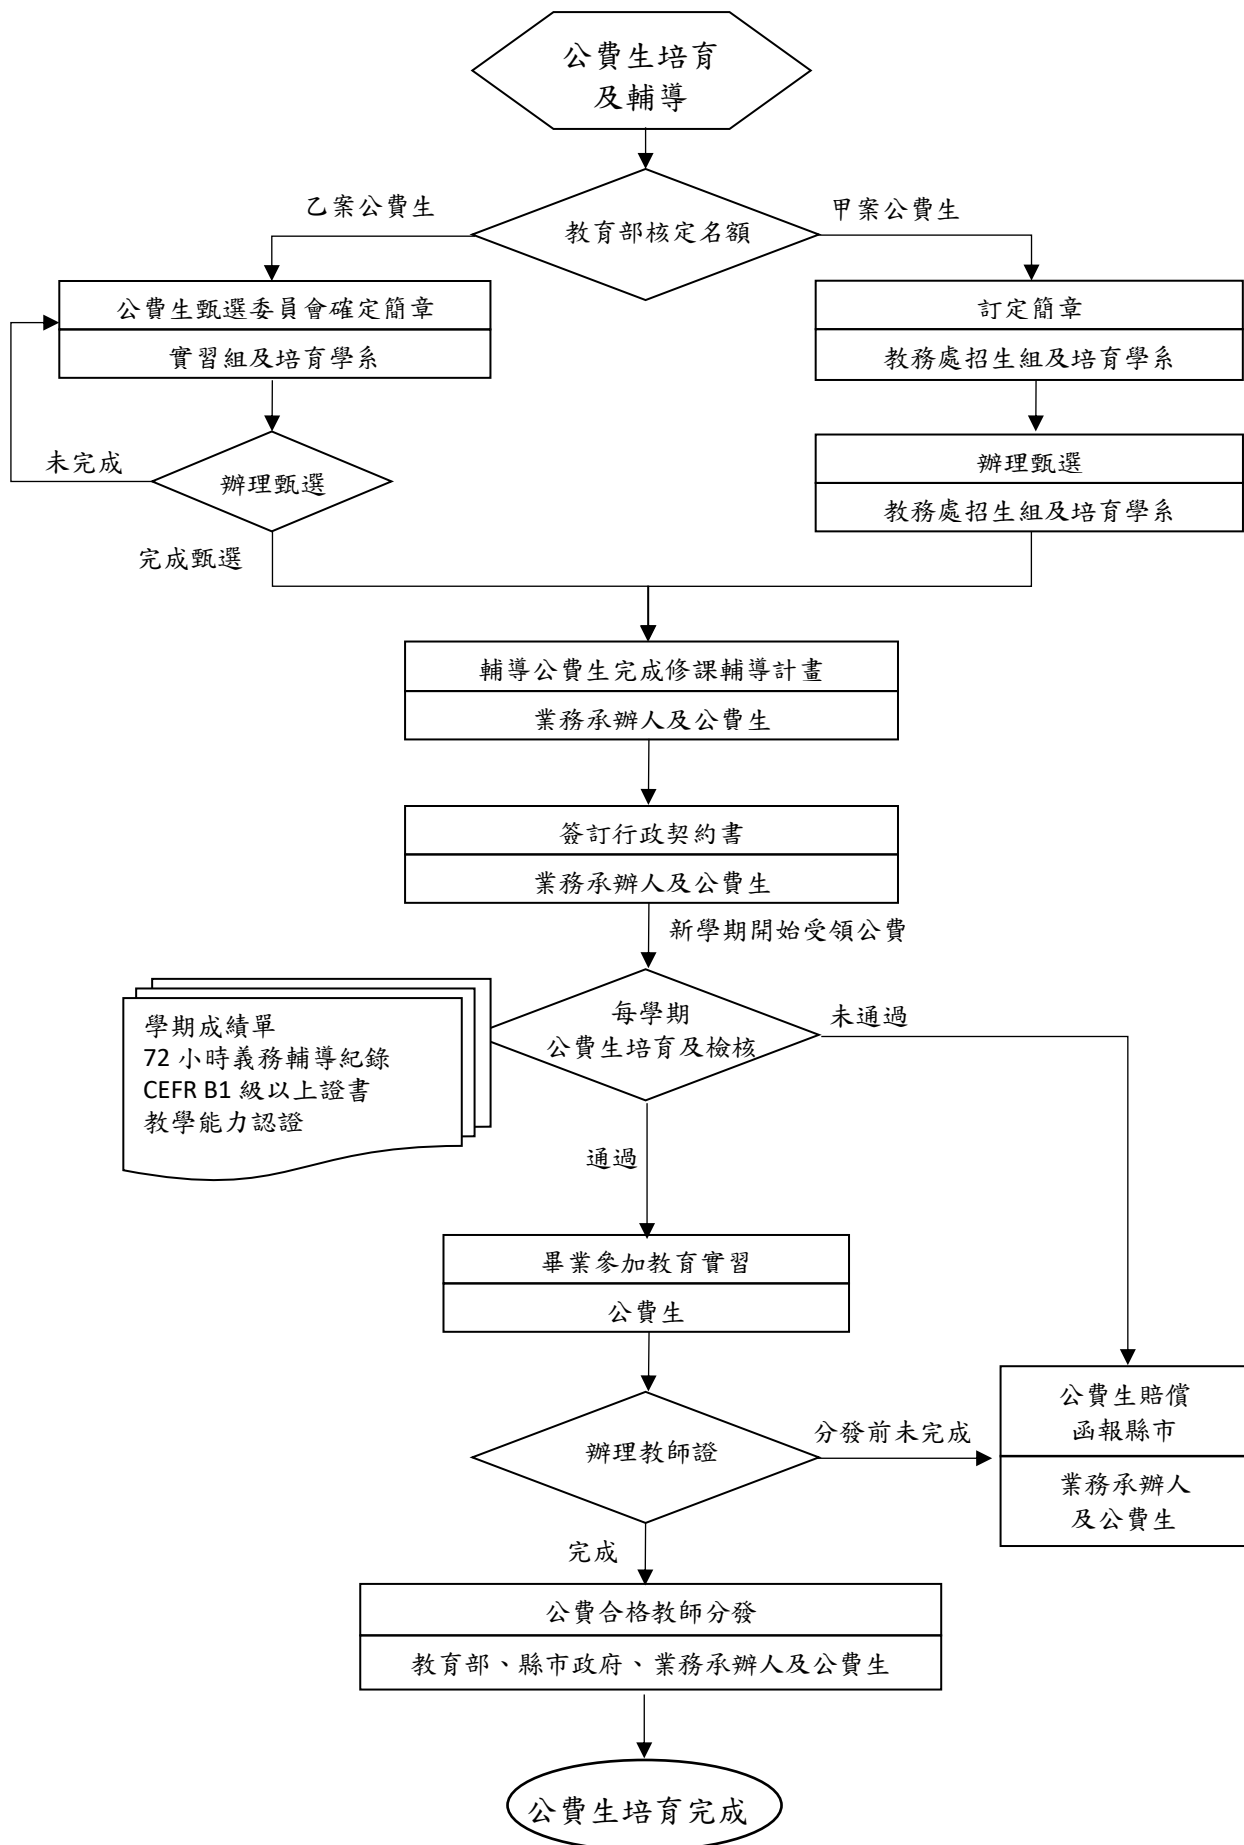 公費生培育
及輔導
乙案公費生
甲案公費生
教育部核定名額
公費生甄選委員會確定簡章
實習組及培育學系
訂定簡章
教務處招生組及培育學系
未完成
辦理甄選
辦理甄選
教務處招生組及培育學系
完成甄選
輔導公費生完成修課輔導計畫
業務承辦人及公費生
簽訂行政契約書
業務承辦人及公費生
新學期開始受領公費
每學期
公費生培育及檢核
未通過
學期成績單
72 小時義務輔導紀錄
CEFR B1 級以上證書
教學能力認證
通過
畢業參加教育實習
公費生
辦理教師證
分發前未完成
公費生賠償
函報縣市
業務承辦人
及公費生
完成
公費合格教師分發
教育部、縣市政府、業務承辦人及公費生
公費生培育完成